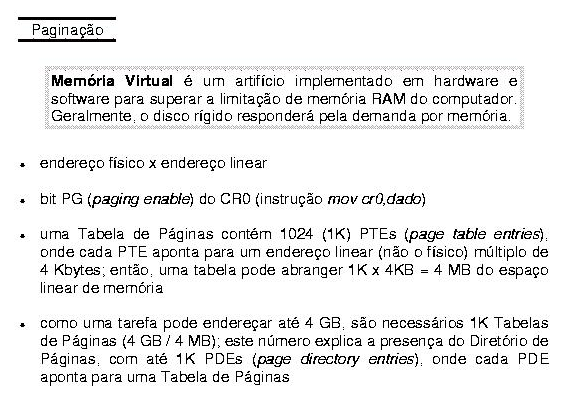 Paginação
Memória Virtual é um artifício implementado em hardware e
software para superar a limitação de memória RAM do computador.
Geralmente, o disco rígido responderá pela demanda por memória.
• endereço físico x endereço linear
• bit PG (paging enable) do CR0 (instrução mov cr0,dado)
• uma Tabela de Páginas contém 1024 (1K) PTEs (page table entries),
onde cada PTE aponta para um endereço linear (não o físico) múltiplo de
4 Kbytes; então, uma tabela pode abranger 1K x 4KB = 4 MB do espaço
linear de memória
• como uma tarefa pode endereçar até 4 GB, são necessários 1K Tabelas
de Páginas (4 GB / 4 MB); este número explica a presença do Diretório de
Páginas, com até 1K PDEs (page directory entries), onde cada PDE
aponta para uma Tabela de Páginas